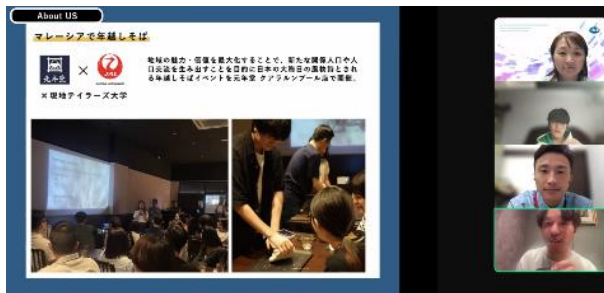 About US
マレーシアで年越しそば
元年堂
×
JAL
※現地テイラーズ大学
地域の魅力・価値を最大化することで、新たな関係人口や人
口交流を生み出すことを目的に日本の大晦日の風物詩とされ
る年越しそばイベントを元年堂 クアラルンプール店で開催。